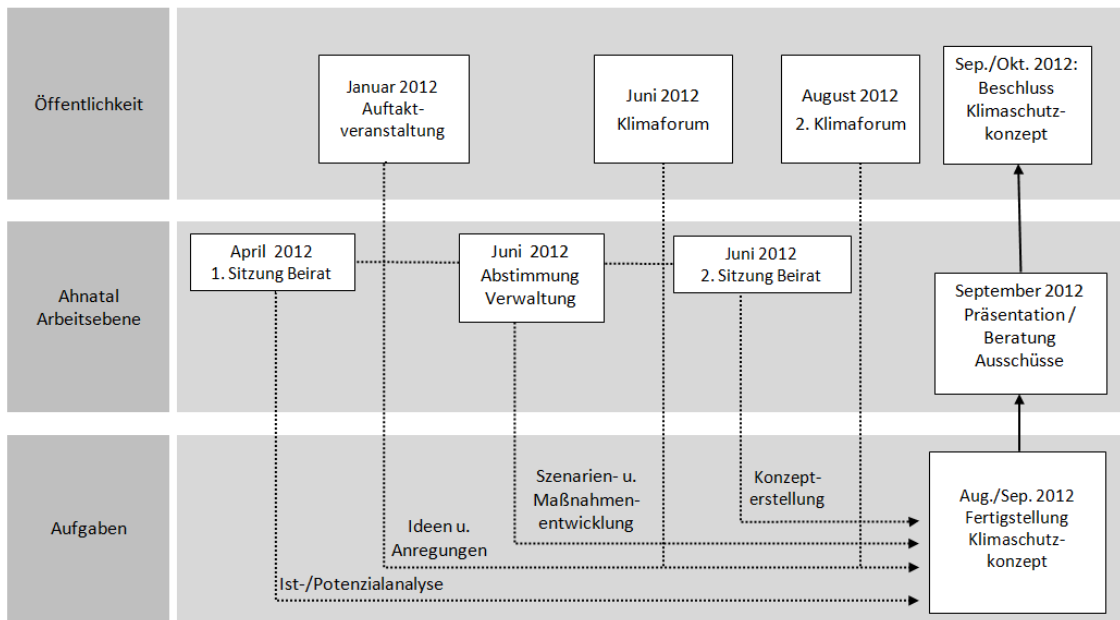 Öffentlichkeit
Januar 2012
Auftakt-
veranstaltung
Juni 2012
Klimaforum
August 2012
2. Klimaforum
Sep./Okt. 2012:
Beschluss
Klimaschutz-
konzept
Ahnatal
Arbeitsebene
April 2012
1. Sitzung Beirat
Juni 2012
Abstimmung
Verwaltung
Juni 2012
2. Sitzung Beirat
September 2012
Präsentation /
Beratung
Ausschüsse
Aufgaben
Ist-/Potenzialanalyse
Ideen u.
Anregungen
Szenarien- u.
Maßnahmen-
entwicklung
Konzept-
erstellung
Aug./Sep. 2012
Fertigstellung
Klimaschutz-
konzept